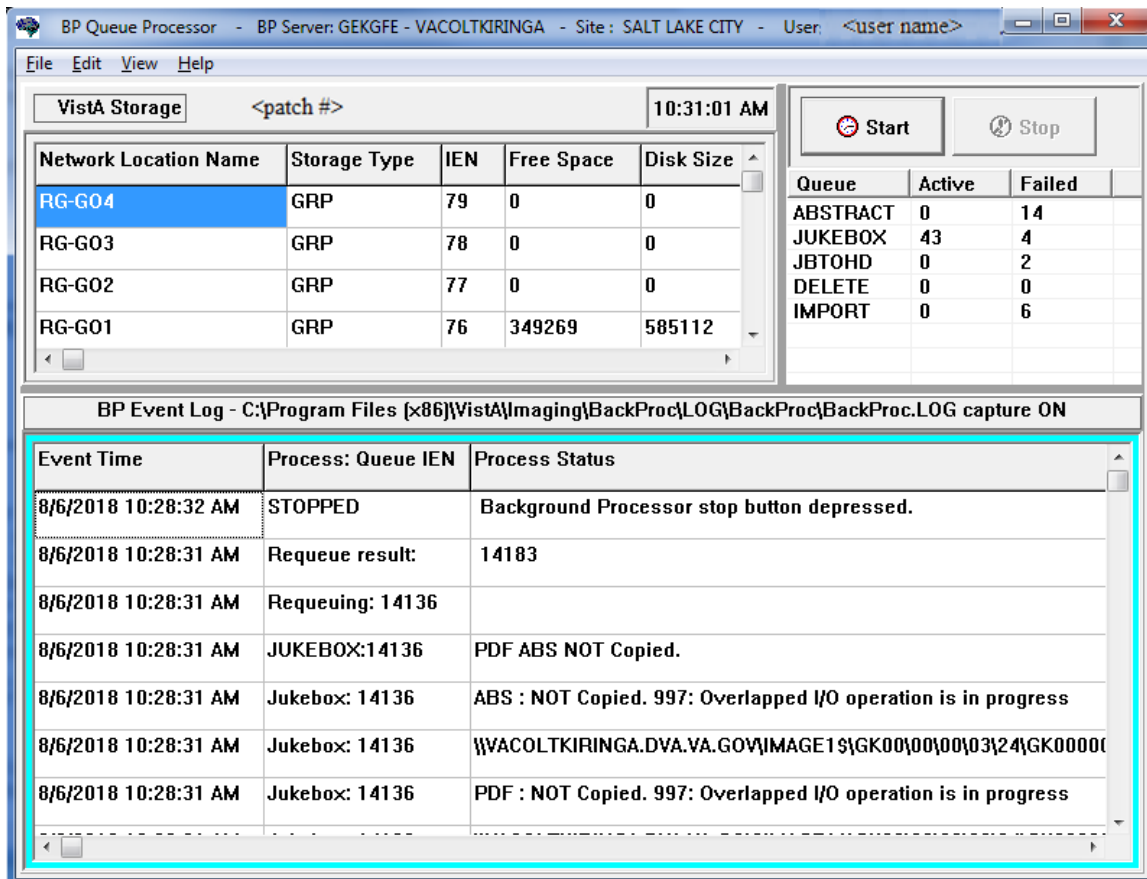 BP Queue Processor - BP Server: GEKGFE - VACOLTKIRINGA - Site : SALT LAKE CITY - User: <user name>
File Edit View Help
VistA Storage <patch #> 10:31:01 AM
Start Stop
Network Location Name Storage Type IEN Free Space Disk Size
RG-GO4 GRP 79 0 0
RG-GO3 GRP 78 0 0
RG-GO2 GRP 77 0 0
RG-GO1 GRP 76 349269 585112
Queue Active Failed
ABSTRACT 0 14
JUKEBOX 43 4
JBTOHD 0 2
DELETE 0 0
IMPORT 0 6
BP Event Log - C:\Program Files (x86)\VistA\Imaging\BackProc\LOG\BackProc\BackProc.LOG capture ON
Event Time Process: Queue IEN Process Status
8/6/2018 10:28:32 AM STOPPED Background Processor stop button depressed.
8/6/2018 10:28:31 AM Requeue result: 14183
8/6/2018 10:28:31 AM Requeuing: 14136
8/6/2018 10:28:31 AM JUKEBOX:14136 PDF ABS NOT Copied.
8/6/2018 10:28:31 AM Jukebox: 14136 ABS : NOT Copied. 997: Overlapped I/O operation is in progress
8/6/2018 10:28:31 AM Jukebox: 14136 \\VACOLTKIRINGA.DVA.VA.GOV\IMAGE1$\GK00\00\00\03\24\GK00000
8/6/2018 10:28:31 AM Jukebox: 14136 PDF : NOT Copied. 997: Overlapped I/O operation is in progress